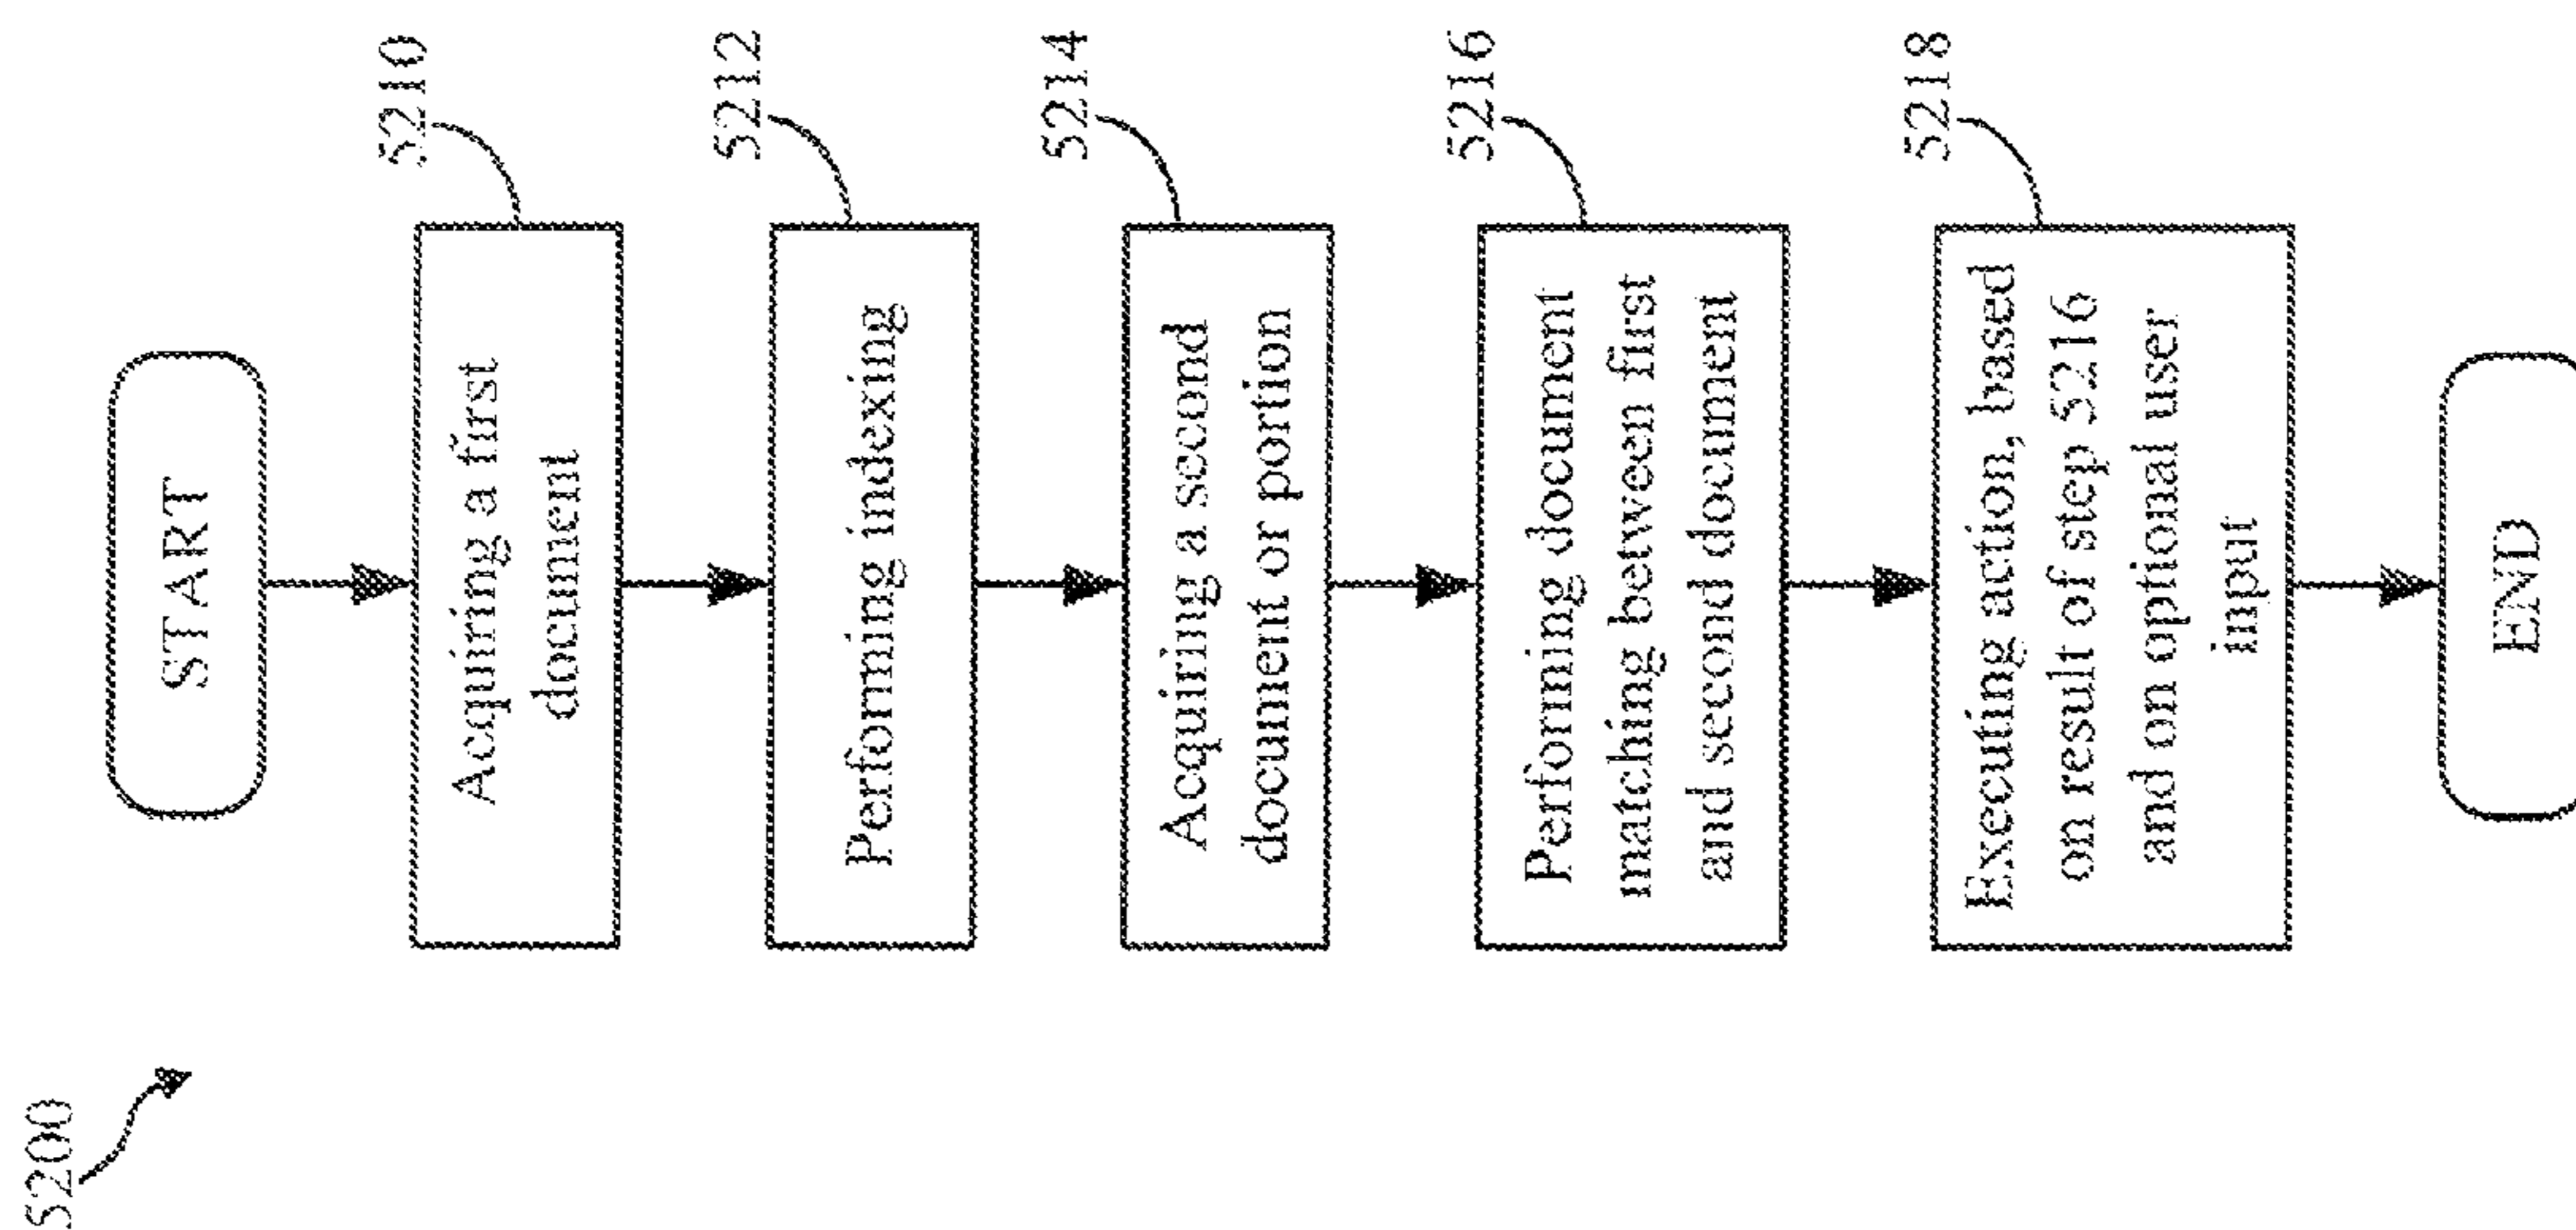 5200
START
Acquiring a first
document
5210
Performing indexing
5212
Acquiring a second
document or portion
5214
Performing document
matching between first
and second document
5216
Executing action, based
on result of step 5216
and on optional user
input
5218
END